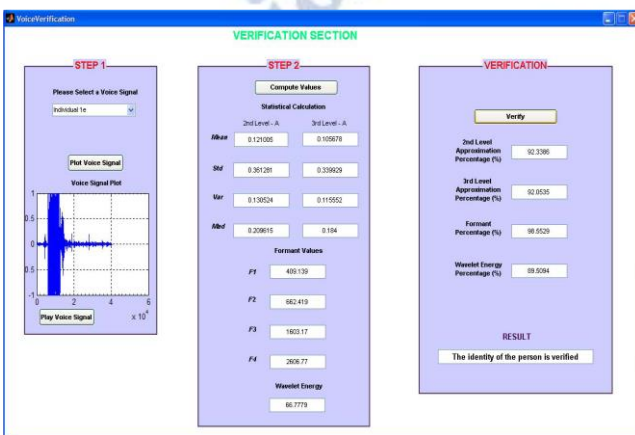 VoiceVerification
VERIFICATION SECTION
STEP 1
Please Select a Voice Signal
Individual 1e
Plot Voice Signal
Voice Signal Plot
1
0.5
0
0.5
-1
0 2 4 6
x 10
Play Voice Signal
STEP 2
Compute Values
Statistical Calculation
2nd Level - A 3rd Level - A
Mean 0.121005 0.105678
Std 0.361281 0.339929
Var 0.130524 0.115552
Med 0.209615 0.184
Formant Values
F1 409.139
F2 662.419
F3 1603.17
F4 2606.77
Wavelet Energy
66.7779
VERIFICATION
Verify
2nd Level
Approximation
Percentage (%)
92.3386
3rd Level
Approximation
Percentage (%)
92.0535
Formant
Percentage (%)
98.5529
Wavelet Energy
Percentage (%)
89.5094
RESULT
The identity of the person is verified